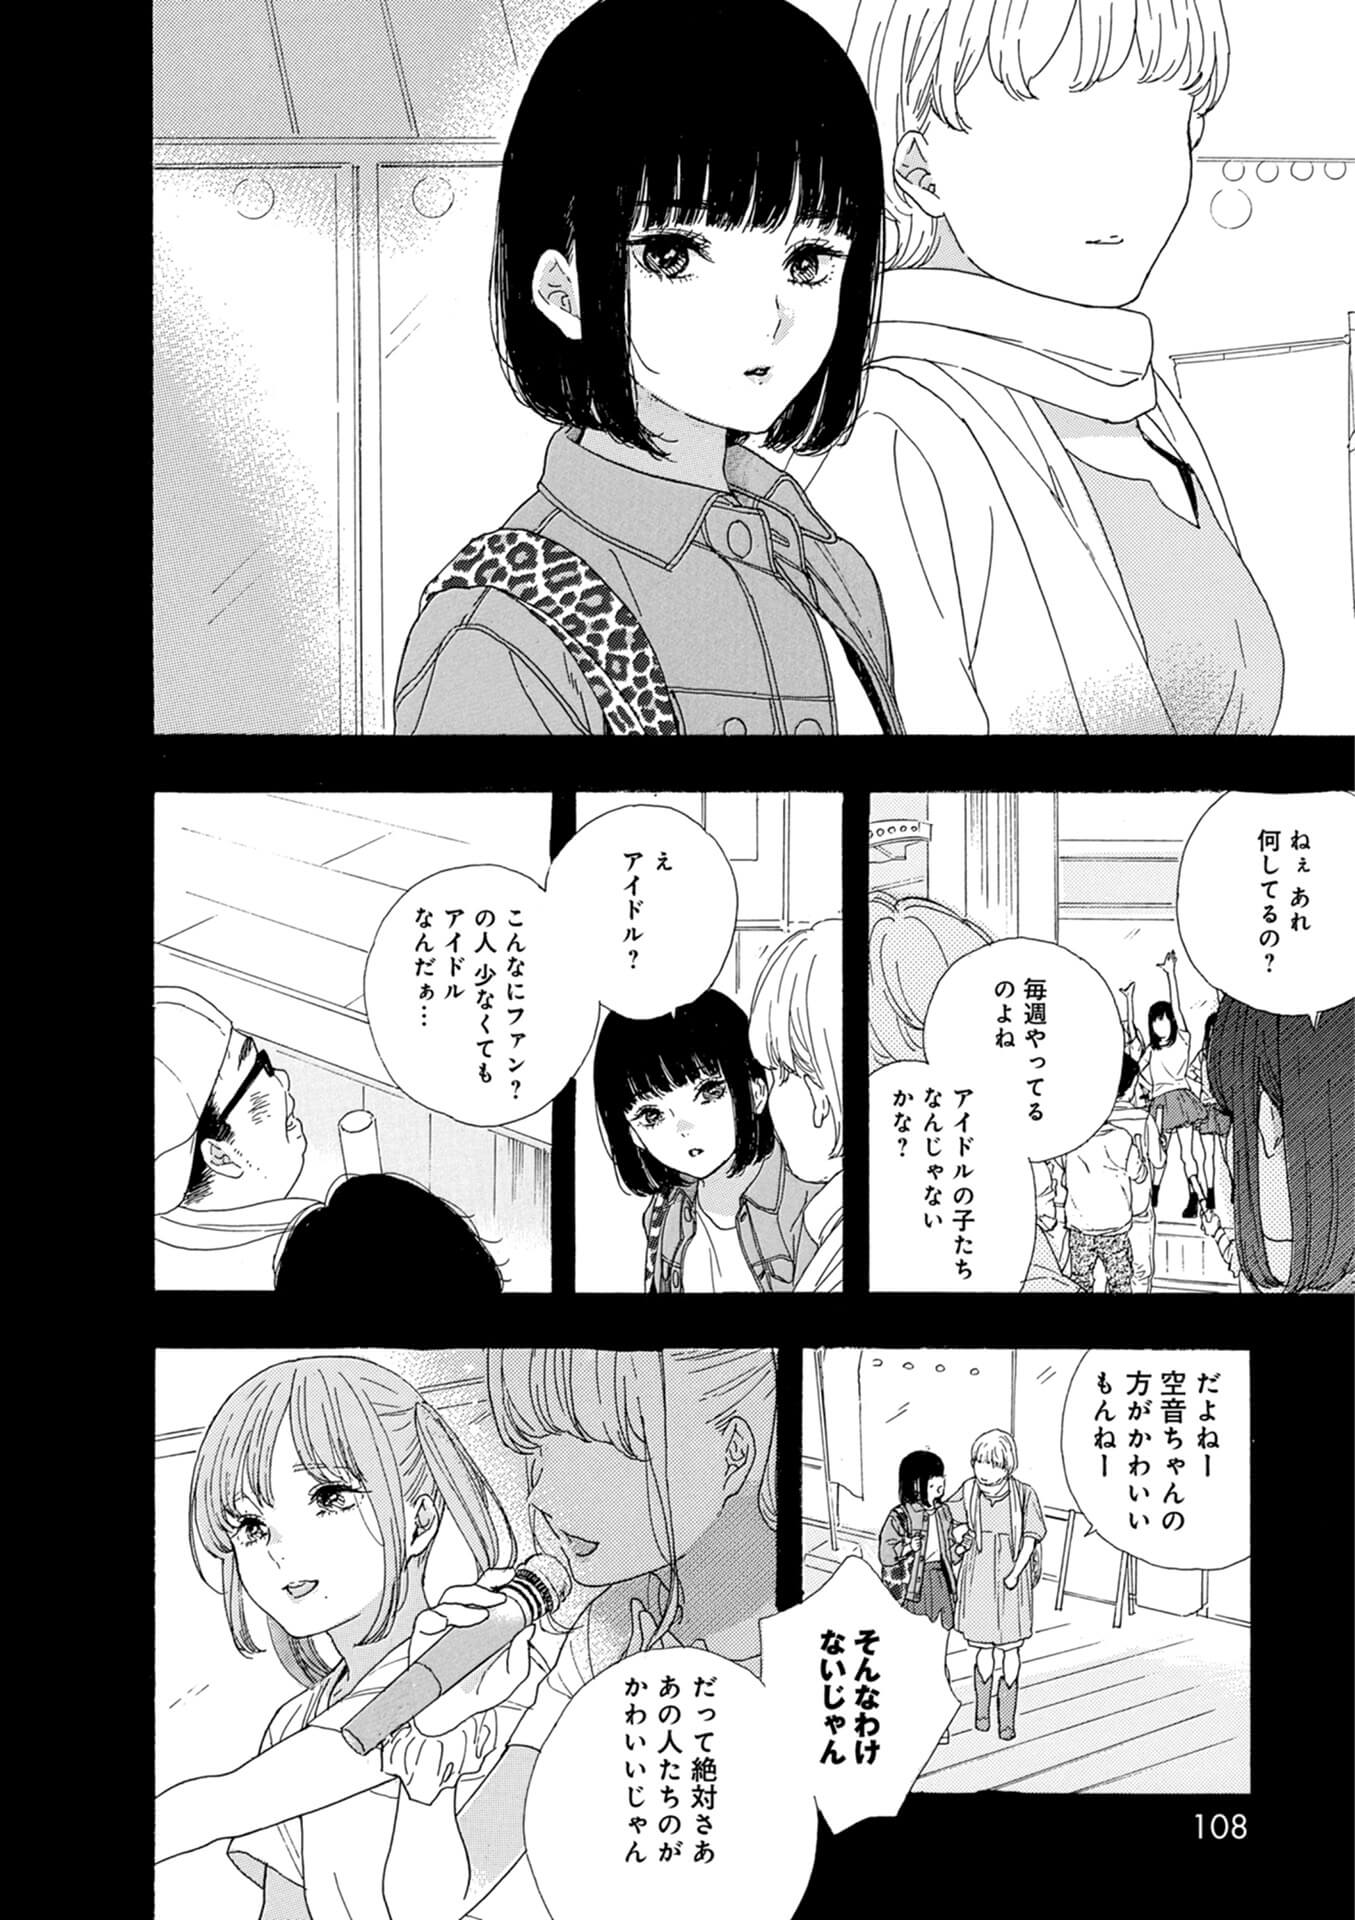 ねぇ あれ
何してるの？
毎週やってる
のよね
アイドルの子たち
なんじゃない
かな？
え
アイドル？
こんなにファン
の人 少なくても
アイドル
なんだぁ…
だよねー
空音ちゃんの
方がかわいい
もんねー
そんなわけ
ないじゃん
だって絶対さあ
あの人たちのが
かわいいじゃん
108